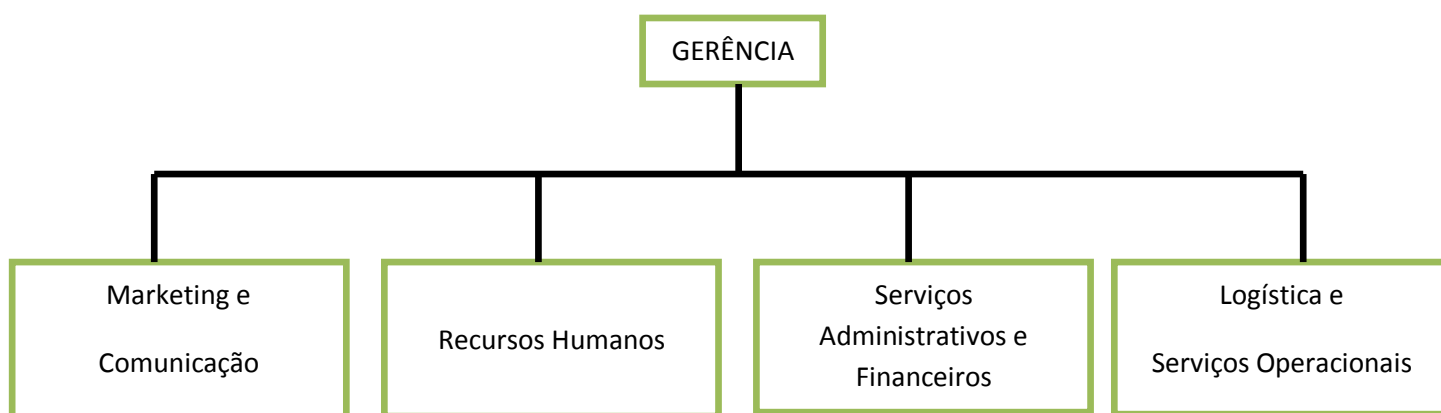 GERÊNCIA
Marketing e
Comunicação
Recursos Humanos
Serviços
Administrativos e
Financeiros
Logística e
Serviços Operacionais